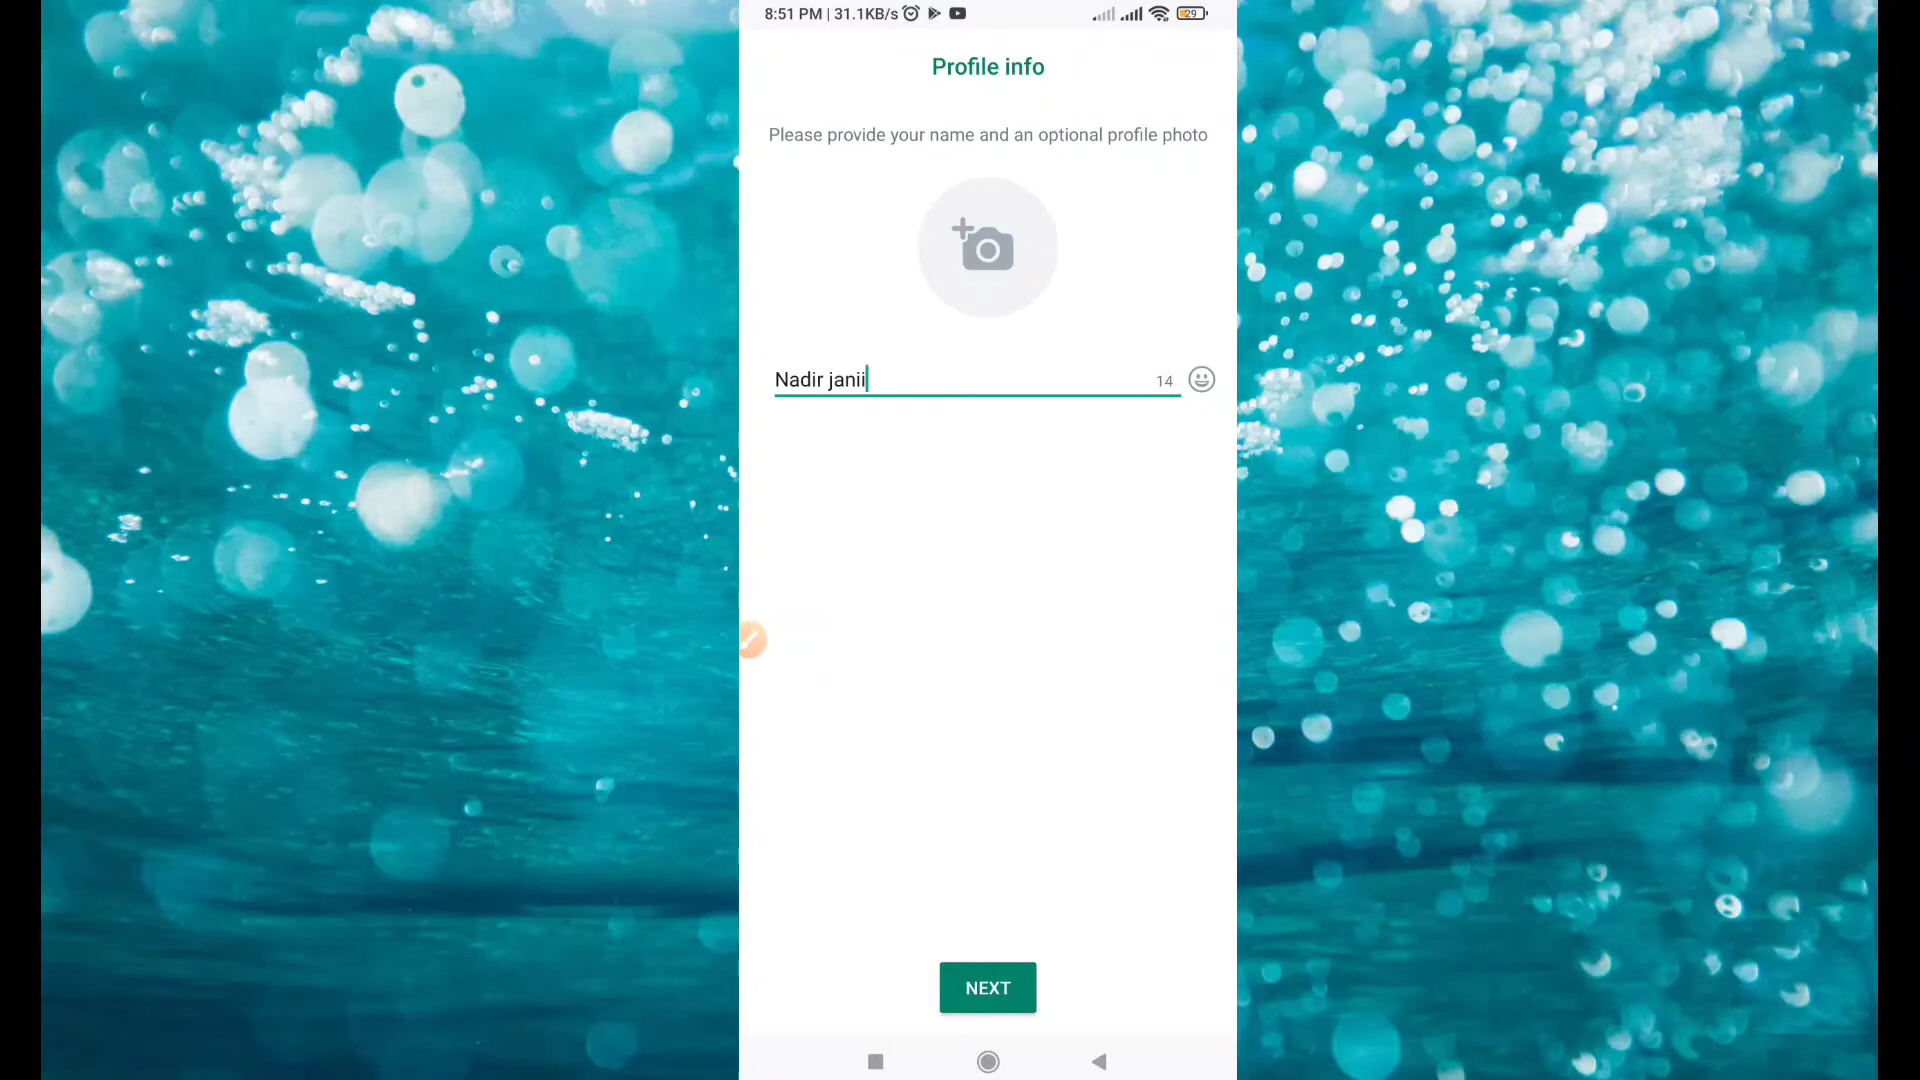 8:51 PM | 31.1KB/s 29
Profile info
Please provide your name and an optional profile photo
Nadir janii 14
NEXT